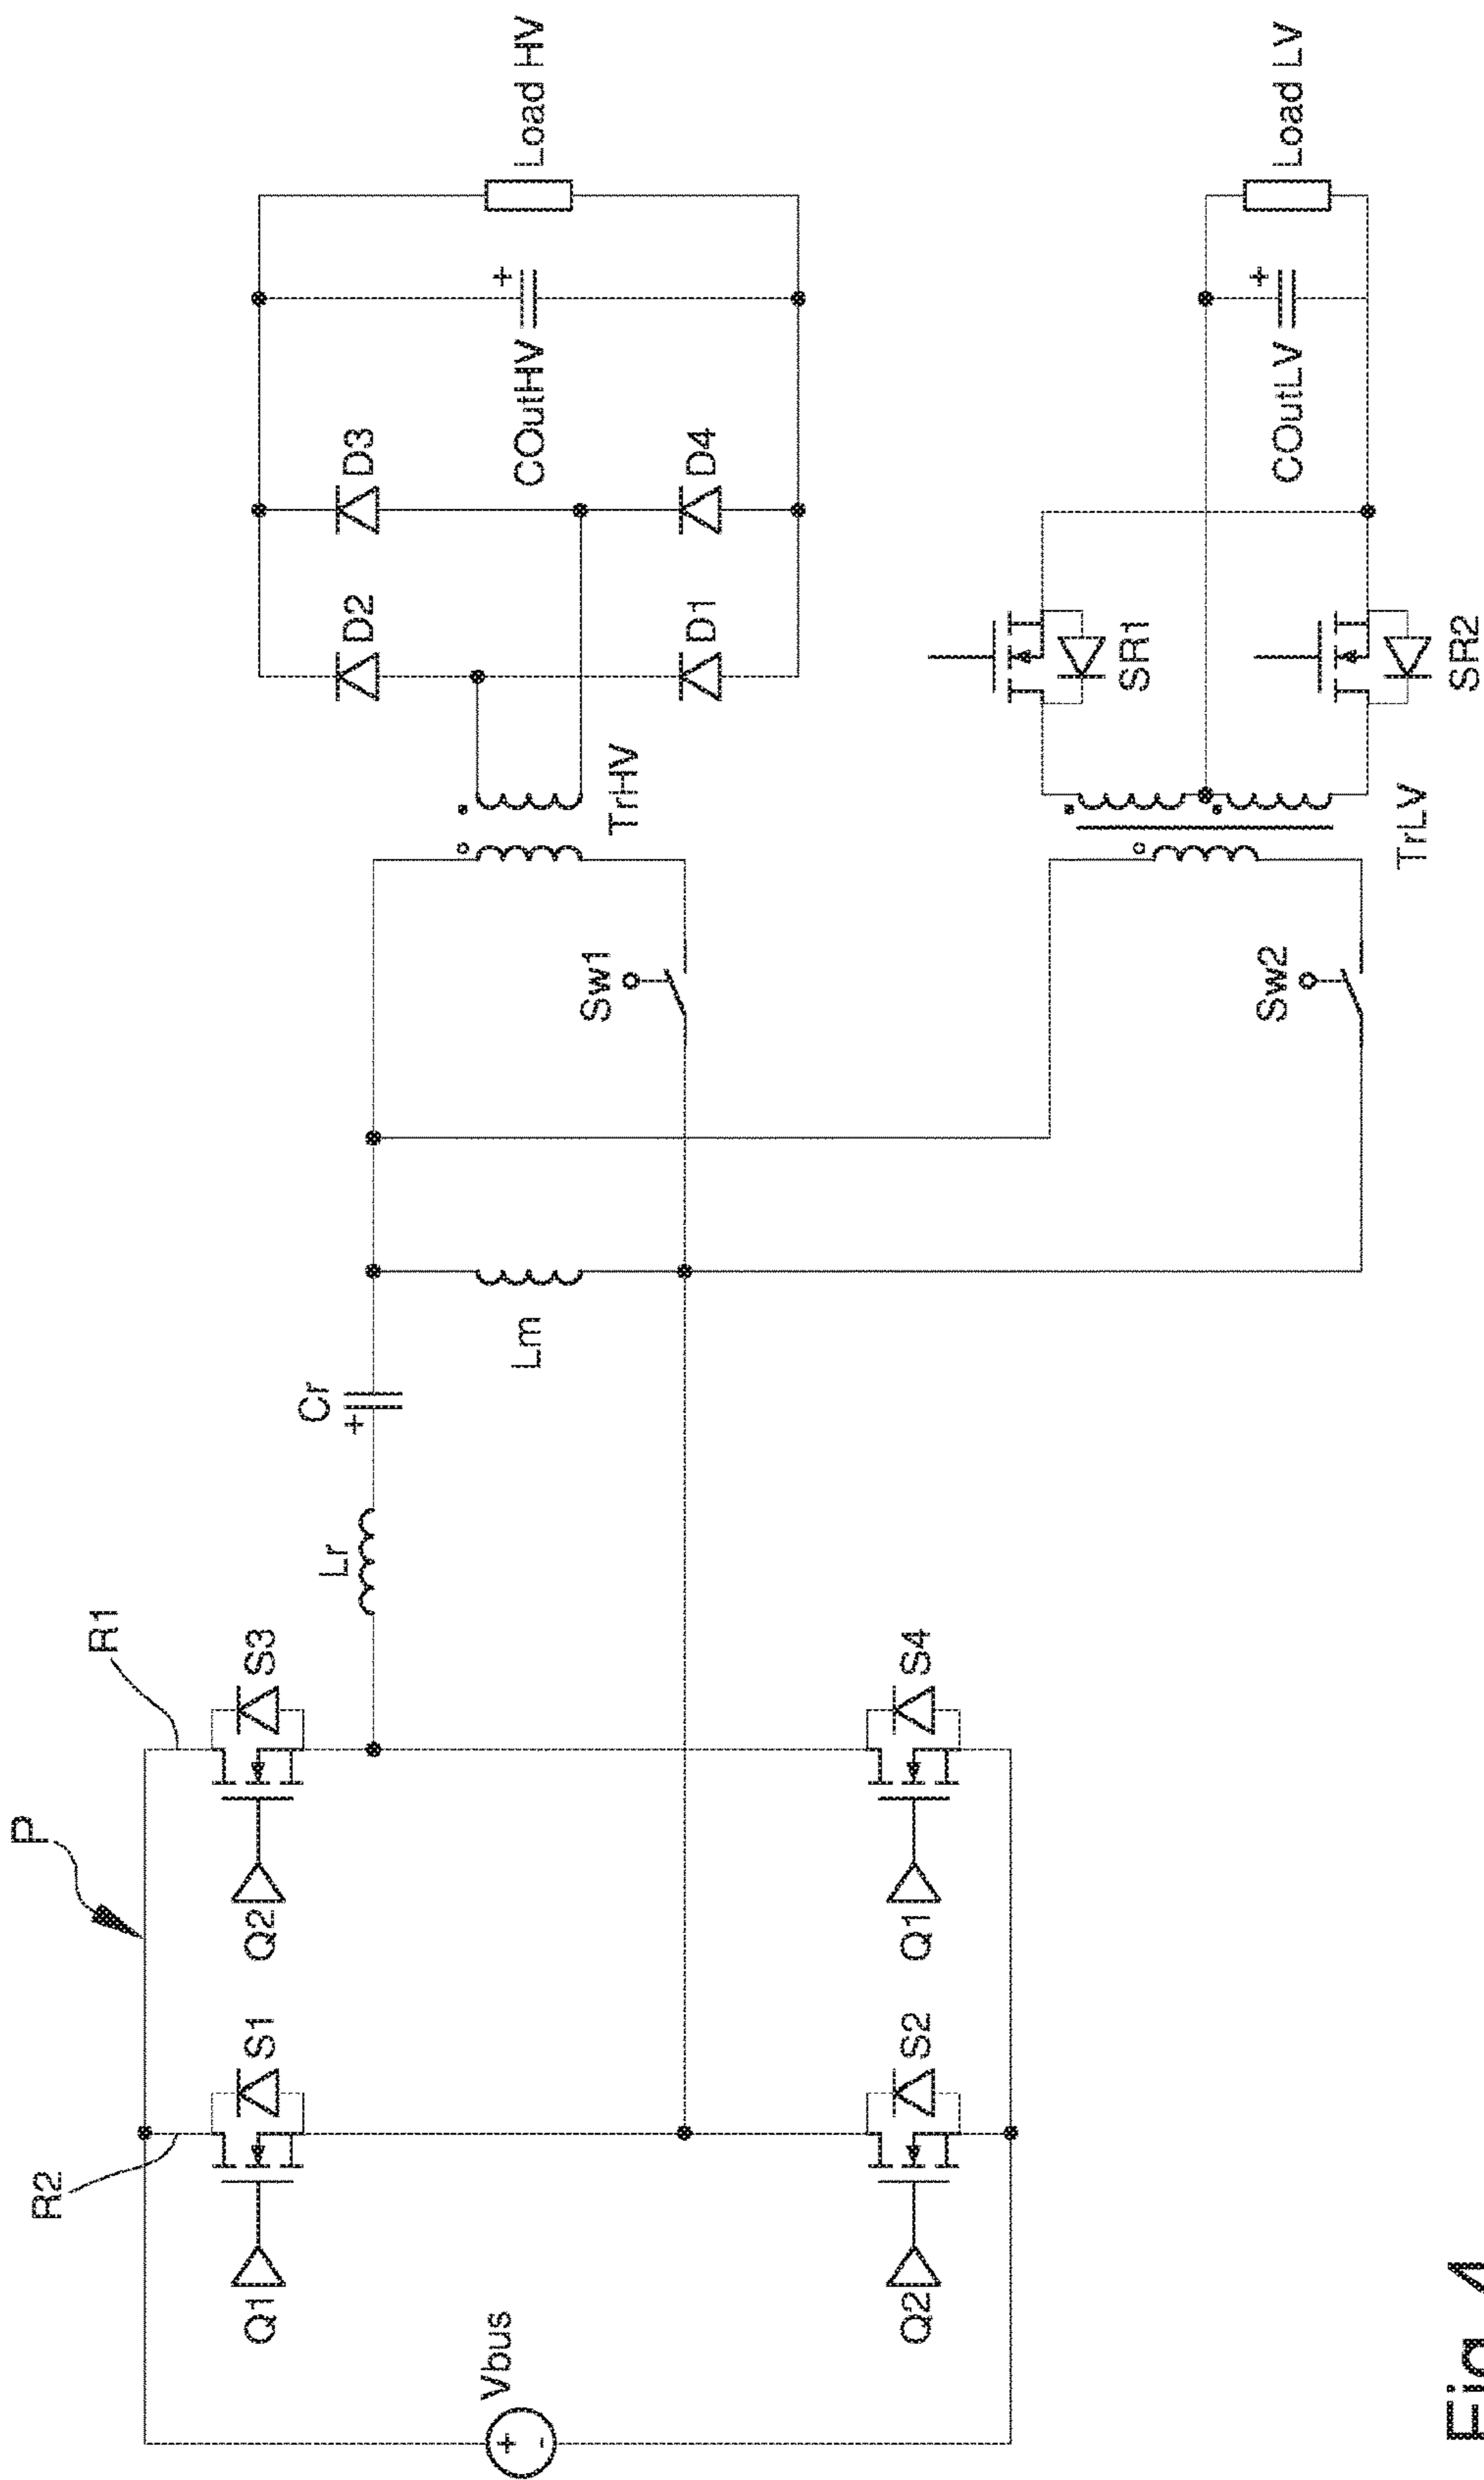 P
R1
R2
Q1
S1
Q2
S3
Q2
S2
Q1
S4
Vbus
+
-
Lr
Cr
+
Lm
Sw1
Sw2
TrHV
TrLV
D2
D3
D1
D4
COutHV
+
Load HV
SR1
SR2
COutLV
+
Load LV
Fig. 4